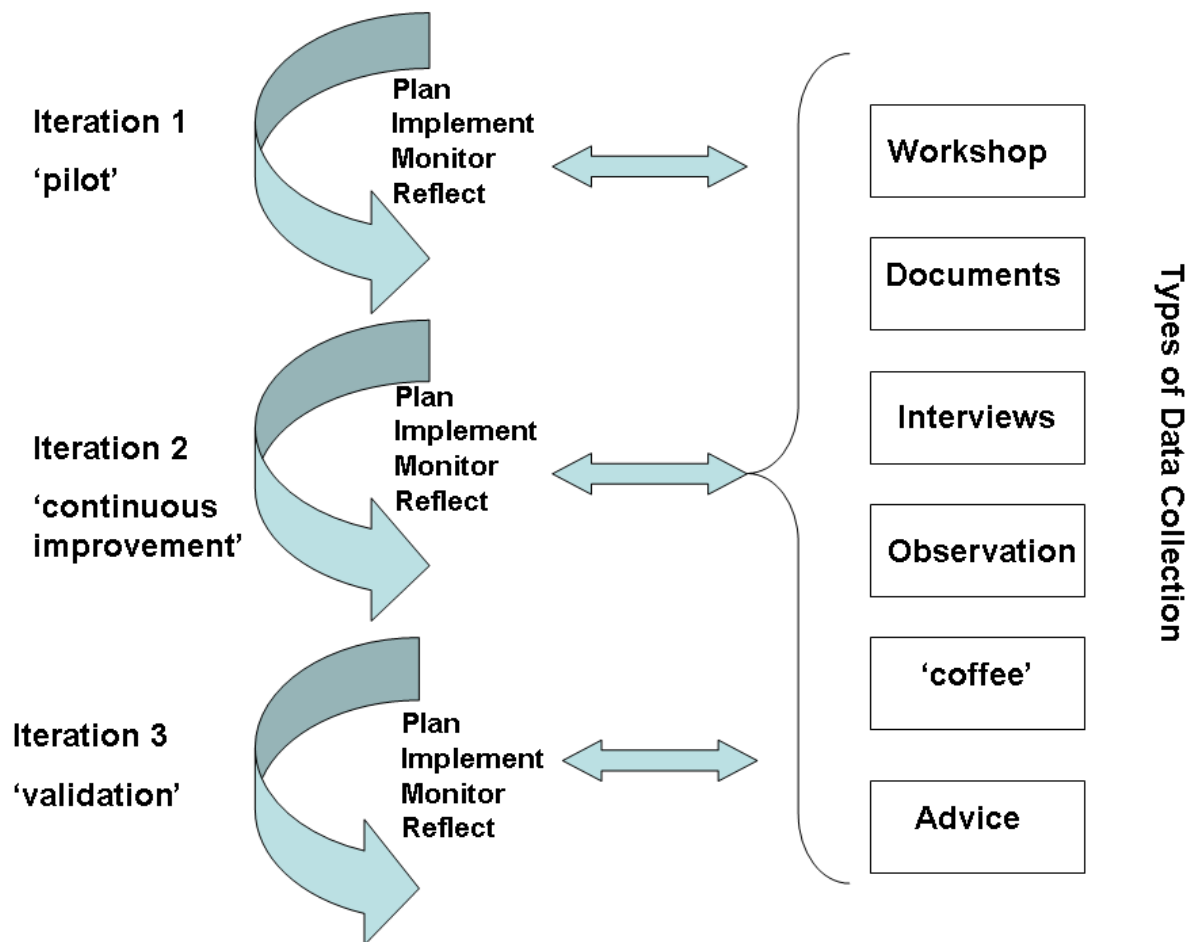 Iteration 1
‘pilot’
Plan
Implement
Monitor
Reflect
Iteration 2
‘continuous
improvement’
Plan
Implement
Monitor
Reflect
Iteration 3
‘validation’
Plan
Implement
Monitor
Reflect
Workshop
Documents
Interviews
Observation
‘coffee’
Advice
Types of Data Collection